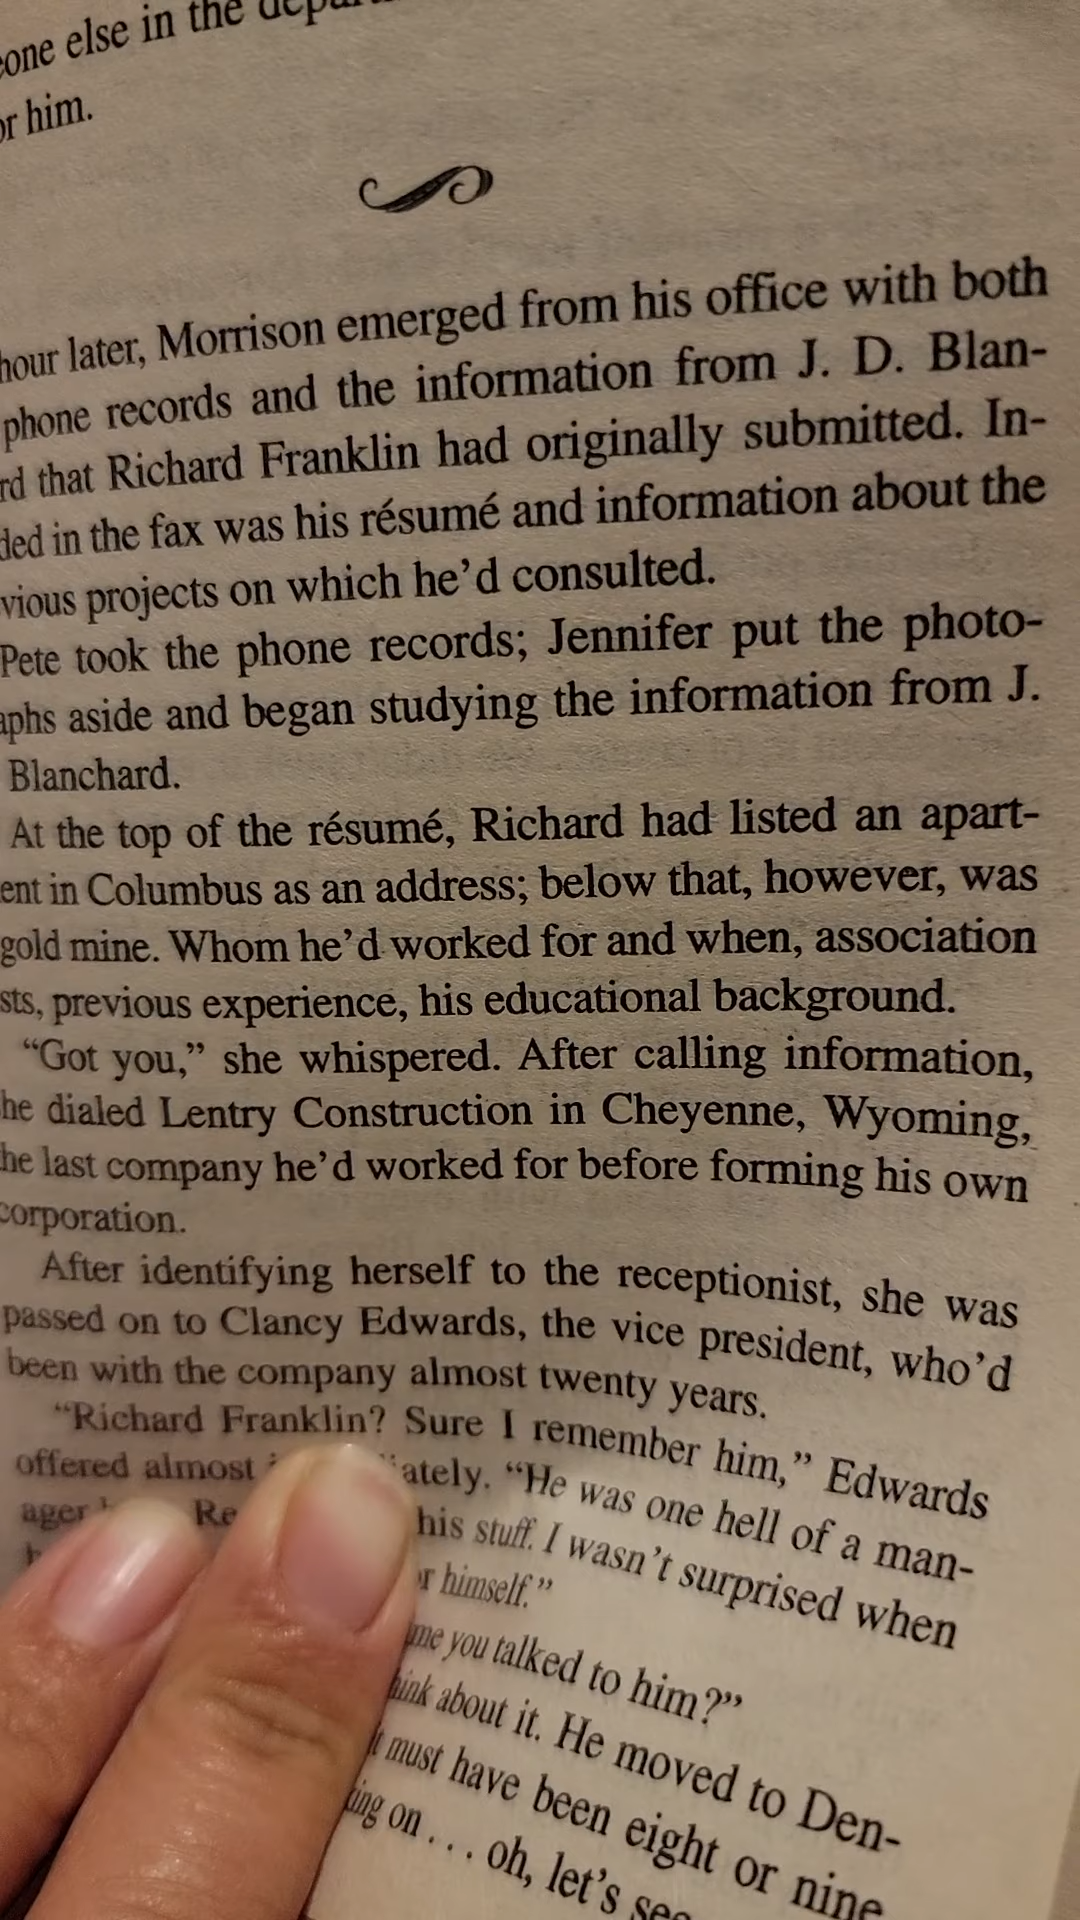 else in the
him.
hour later, Morrison emerged from his office with both
phone records and the information from J. D. Blan-
rd that Richard Franklin had originally submitted. In-
ded in the fax was his résumé and information about the
vious projects on which he’d consulted.
Pete took the phone records; Jennifer put the photo-
aphs aside and began studying the information from J.
Blanchard.
At the top of the résumé, Richard had listed an apart-
ent in Columbus as an address; below that, however, was
gold mine. Whom he’d worked for and when, association
sts, previous experience, his educational background.
“Got you,” she whispered. After calling information,
he dialed Lentry Construction in Cheyenne, Wyoming,
he last company he’d worked for before forming his own
corporation.
After identifying herself to the receptionist, she was
passed on to Clancy Edwards, the vice president, who’d
been with the company almost twenty years.
“Richard Franklin? Sure I remember him,” Edwards
offered almost ately. “He was one hell of a man-
ager his stuff. I wasn’t surprised when
himself.”
me you talked to him?”
about it. He moved to Den-
must have been eight or nine
on . . . oh, let’s see